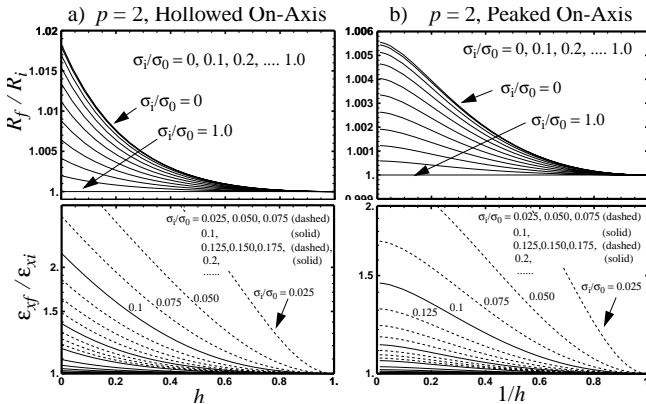 a) p = 2, Hollowed On-Axis
b) p = 2, Peaked On-Axis
1.02
1.015
1.01
1.005
1.
R_f / R_i
σ_i/σ_0 = 0, 0.1, 0.2, .... 1.0
σ_i/σ_0 = 0
σ_i/σ_0 = 1.0
1.006
1.005
1.004
1.003
1.002
1.001
1.
0.999
σ_i/σ_0 = 0, 0.1, 0.2, .... 1.0
σ_i/σ_0 = 0
σ_i/σ_0 = 1.0
ε_xf / ε_xi
2
1.5
1.
σ_i/σ_0 = 0.025, 0.050, 0.075 (dashed)
0.1, (solid)
0.125,0.150,0.175, (dashed),
0.2, (solid)
......
σ_i/σ_0 = 0.025
0.050
0.075
0.1
0 0.2 0.4 0.6 0.8 1.
h
2.
1.5
1.
σ_i/σ_0 = 0.025, 0.050, 0.075 (dashed)
0.1, (solid)
0.125,0.150,0.175, (dashed)
0.2, (solid)
......
σ_i/σ_0 = 0.025
0.050
0.075
0.1
0.125
0 0.2 0.4 0.6 0.8 1.
1/h